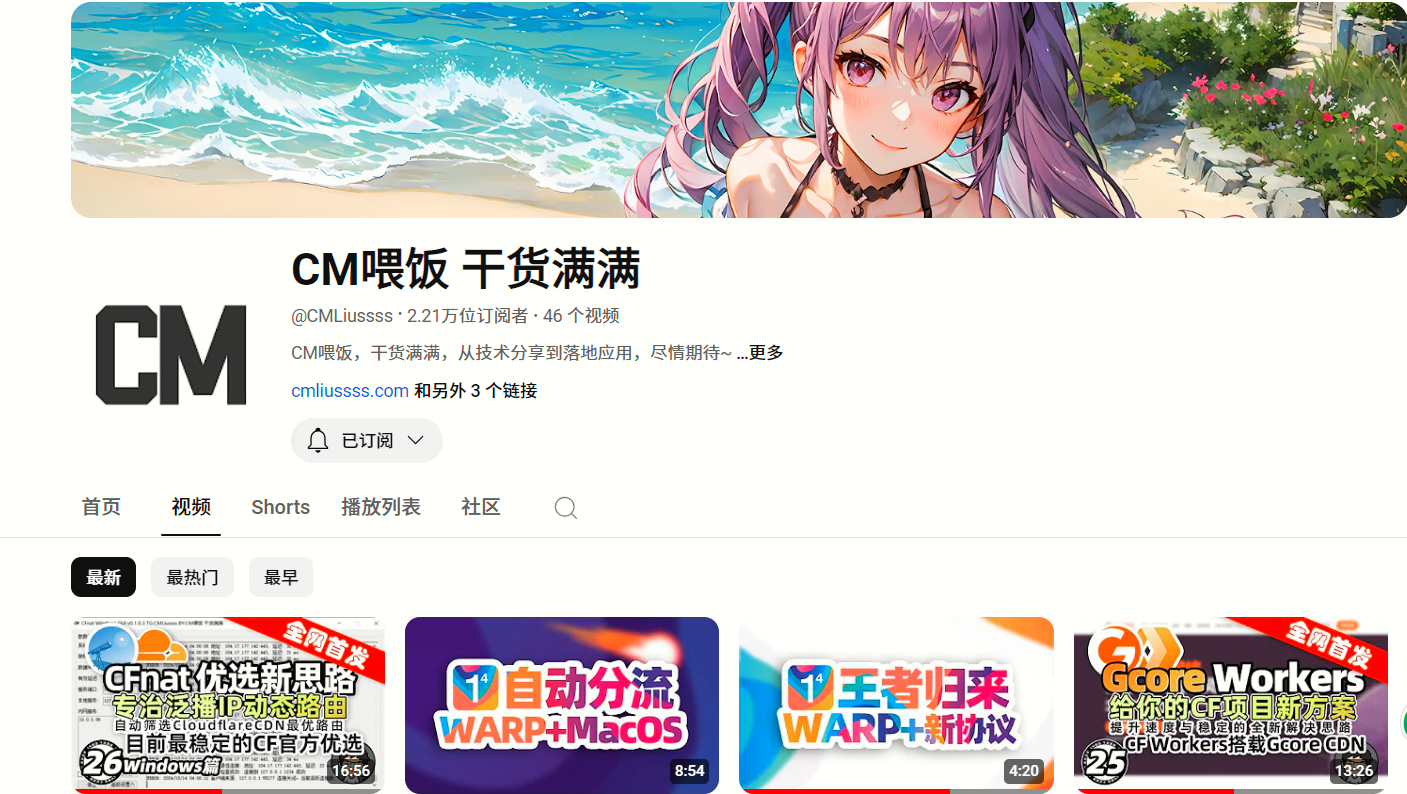 CM喂饭 干货满满
CM
@CMLiussss · 2.21万位订阅者 · 46 个视频
CM喂饭，干货满满，从技术分享到落地应用，尽情期待~ ...更多
cmliussss.com 和另外 3 个链接
已订阅
首页 视频 Shorts 播放列表 社区
最新 最热门 最早
全网首发
CFnat 优选新思路
专治泛播IP动态路由
自动筛选CloudflareCDN最优路由
目前最稳定的CF官方优选
26 windows篇
16:56
1⁴ 自动分流
WARP+MacOS
8:54
1⁴ 王者归来
WARP+新协议
4:20
全网首发
Gcore Workers
给你的CF项目新方案
提升速度与稳定的全新解决思路
CF Workers搭载Gcore CDN
25
13:26